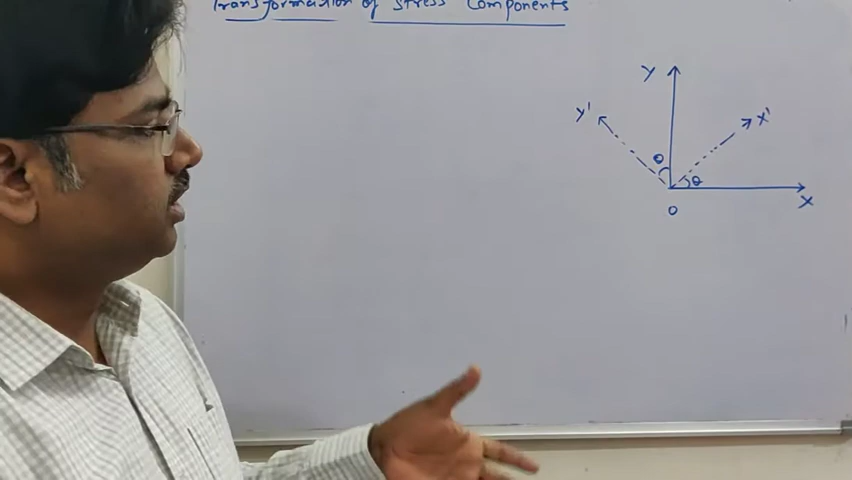 Transformation of Stress Components
Y
Y'
X'
θ
θ
X
O